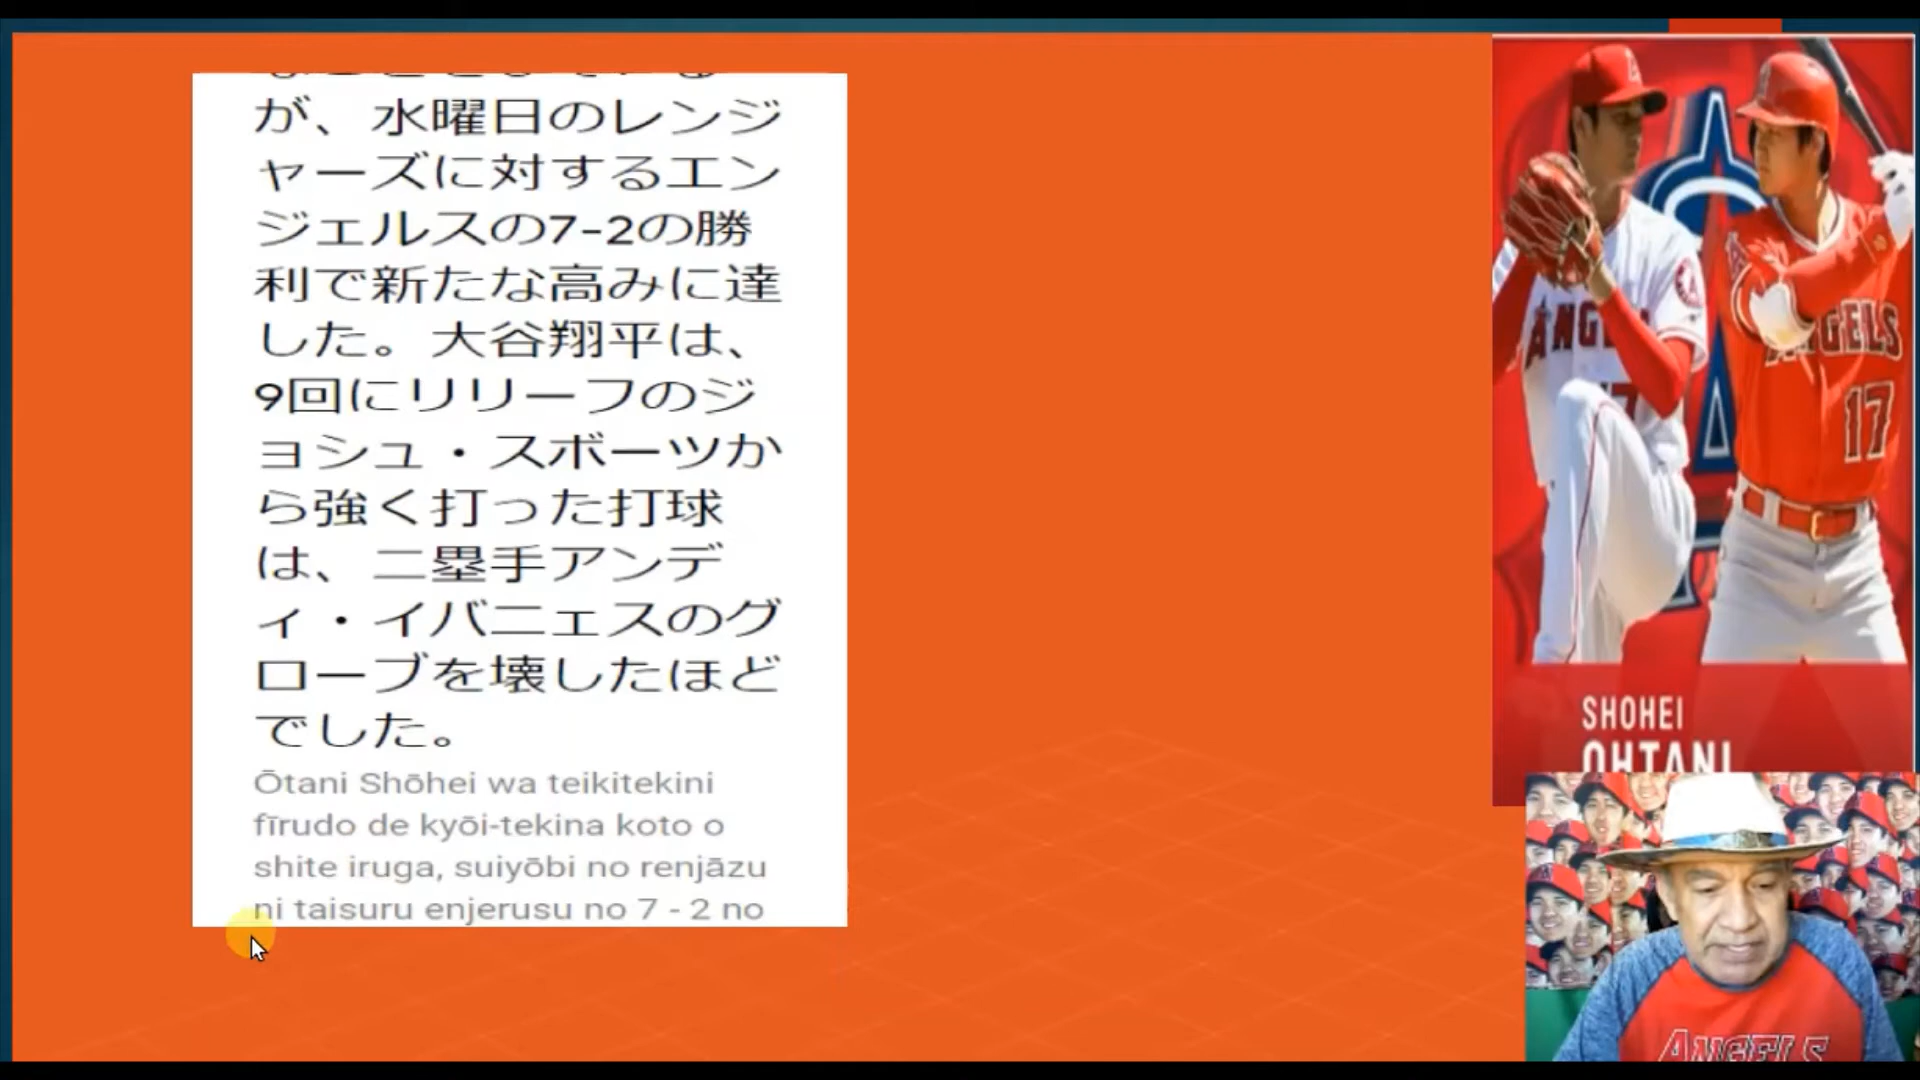 が、水曜日のレンジ
ャーズに対するエン
ジェルスの7-2の勝
利で新たな高みに達
した。大谷翔平は、
9回にリリーフのジ
ョシュ・スボーツか
ら強く打った打球
は、二塁手アンデ
ィ・イバニェスのグ
ローブを壊したほど
でした。
Ōtani Shōhei wa teikitekini
fīrudo de kyōi-tekina koto o
shite iruga, suiyōbi no renjāzu
ni taisuru enjerusu no 7 - 2 no
ANGELS
17
SHOHEI
OHTANI
ANGELS